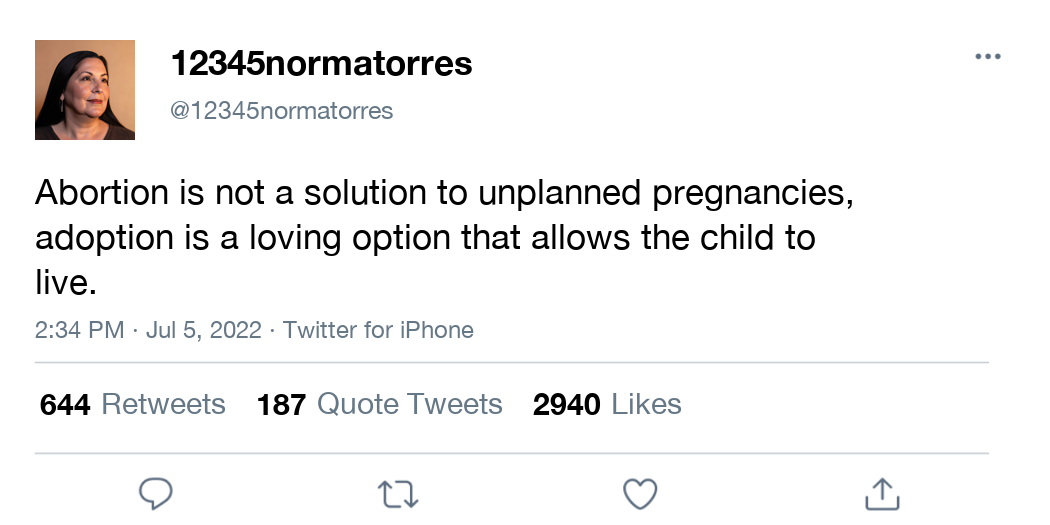 12345normatorres
@12345normatorres
Abortion is not a solution to unplanned pregnancies,
adoption is a loving option that allows the child to
live.
2:34 PM · Jul 5, 2022 · Twitter for iPhone
644 Retweets 187 Quote Tweets 2940 Likes